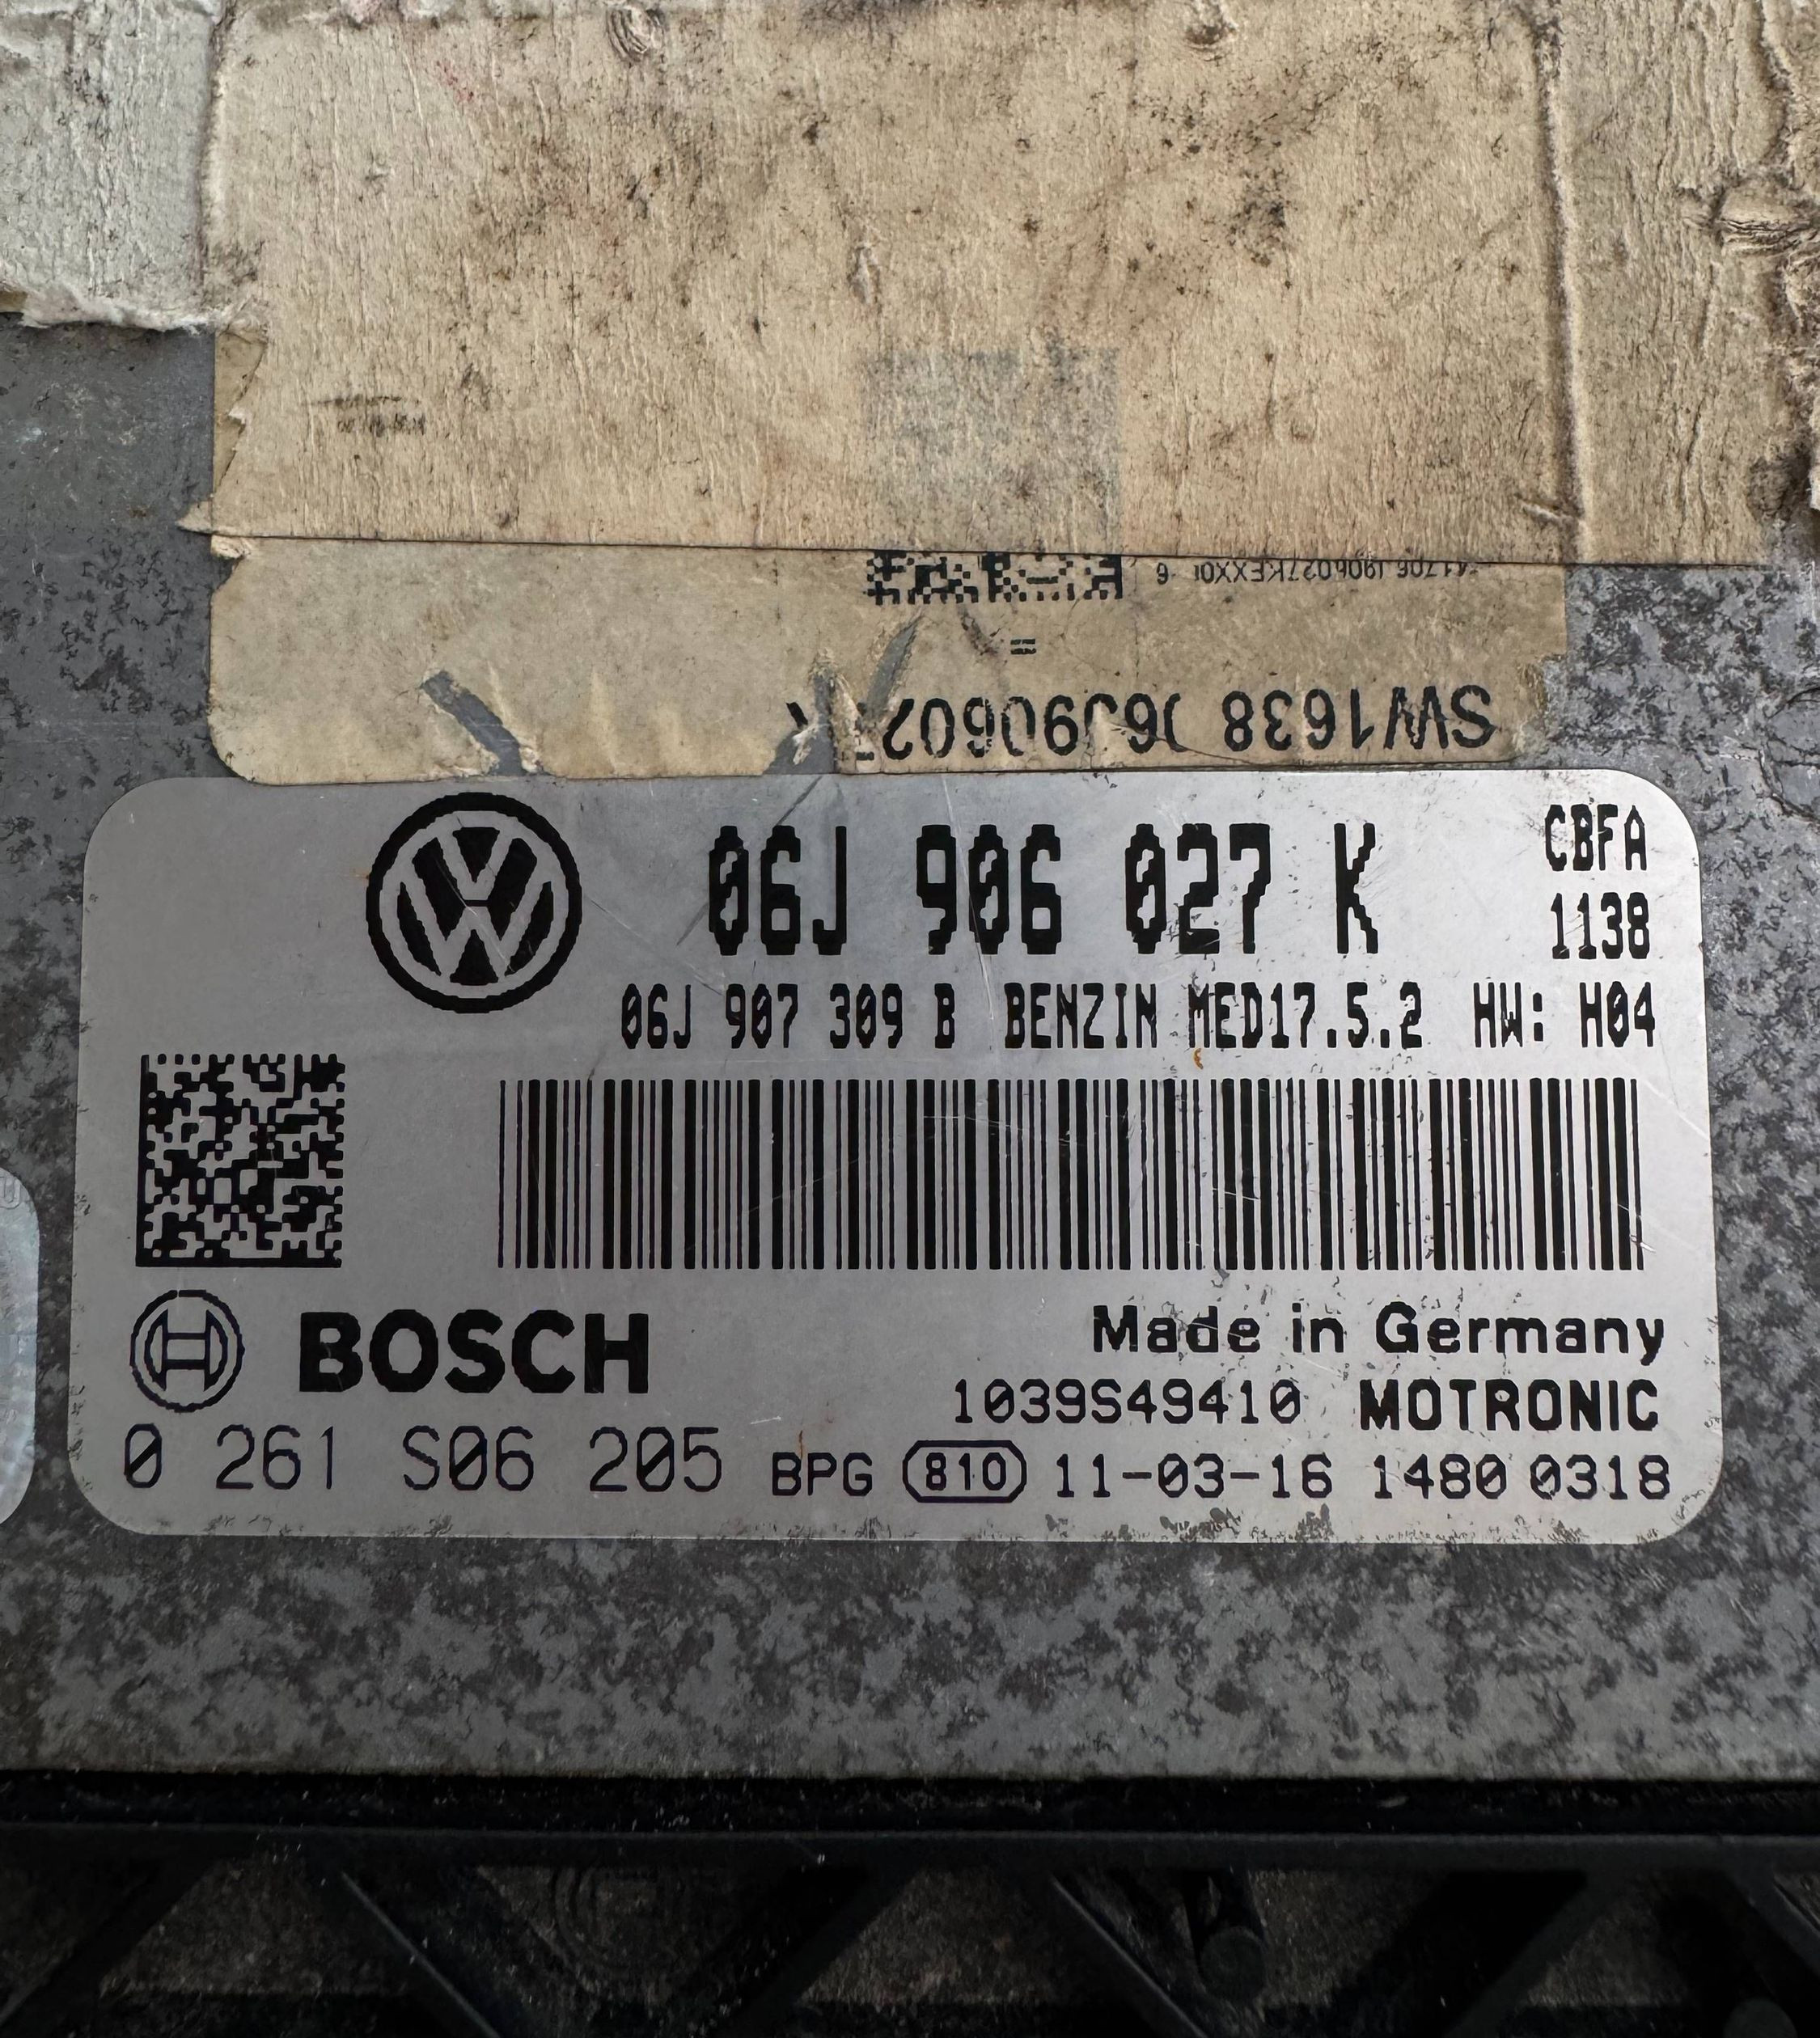 SW1638 06J90602
06J 906 027 K
CBFA
1138
06J 907 309 B BENZIN MED17.5.2 HW: H04
BOSCH
Made in Germany
1039S49410 MOTRONIC
0 261 S06 205 BPG 810 11-03-16 1480 0318